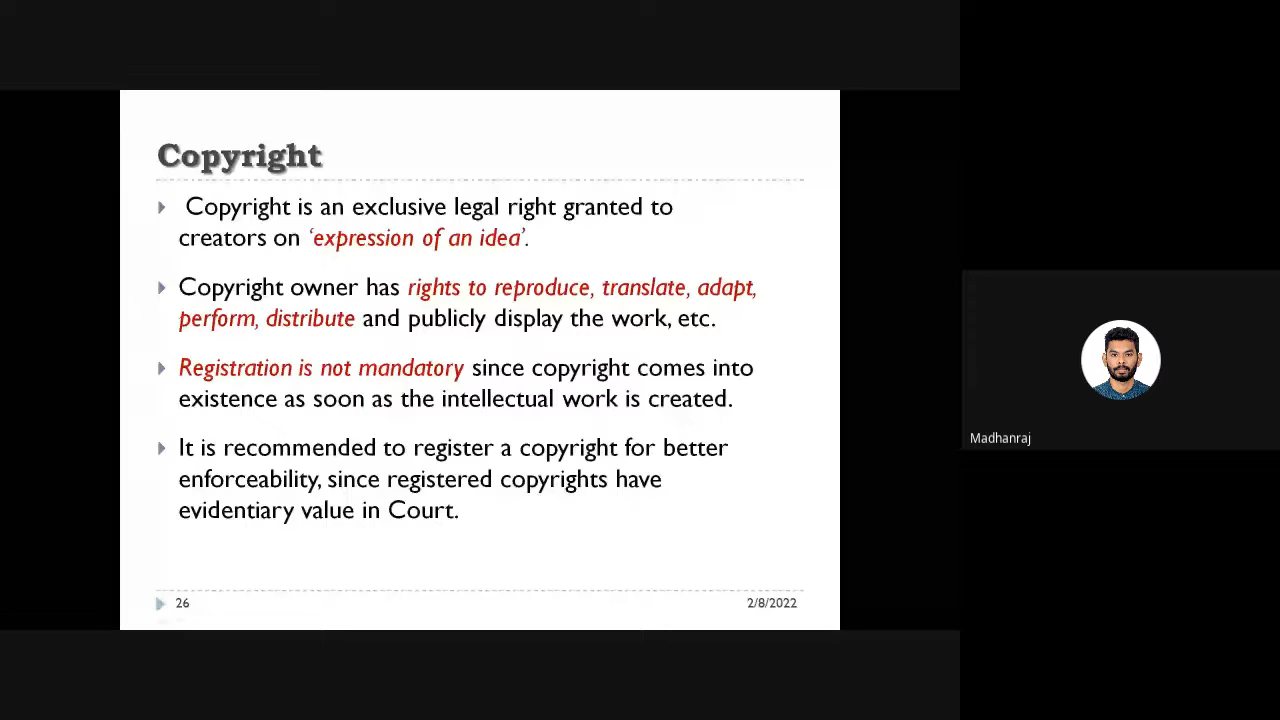 Copyright
Copyright is an exclusive legal right granted to
creators on ‘expression of an idea’.
Copyright owner has rights to reproduce, translate, adapt,
perform, distribute and publicly display the work, etc.
Registration is not mandatory since copyright comes into
existence as soon as the intellectual work is created.
It is recommended to register a copyright for better
enforceability, since registered copyrights have
evidentiary value in Court.
26
2/8/2022
Madhanraj